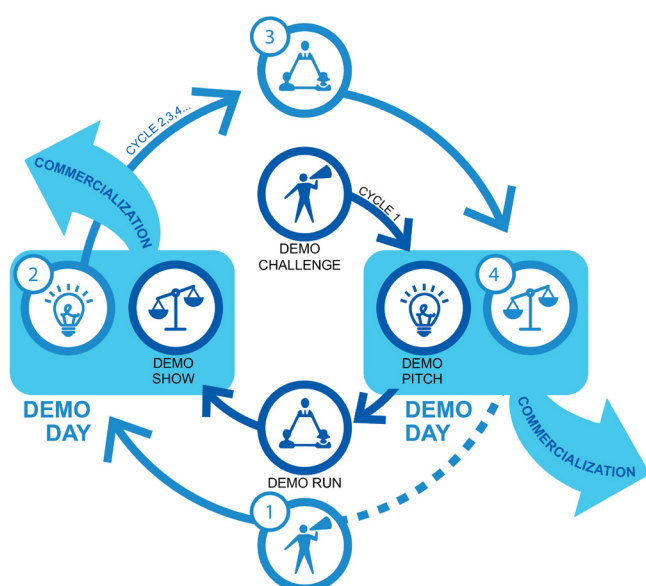 3
CYCLE 2,3,4...
COMMERCIALIZATION
CYCLE 1
DEMO
CHALLENGE
2
4
DEMO
SHOW
DEMO
PITCH
DEMO
DAY
DEMO
DAY
COMMERCIALIZATION
DEMO RUN
1